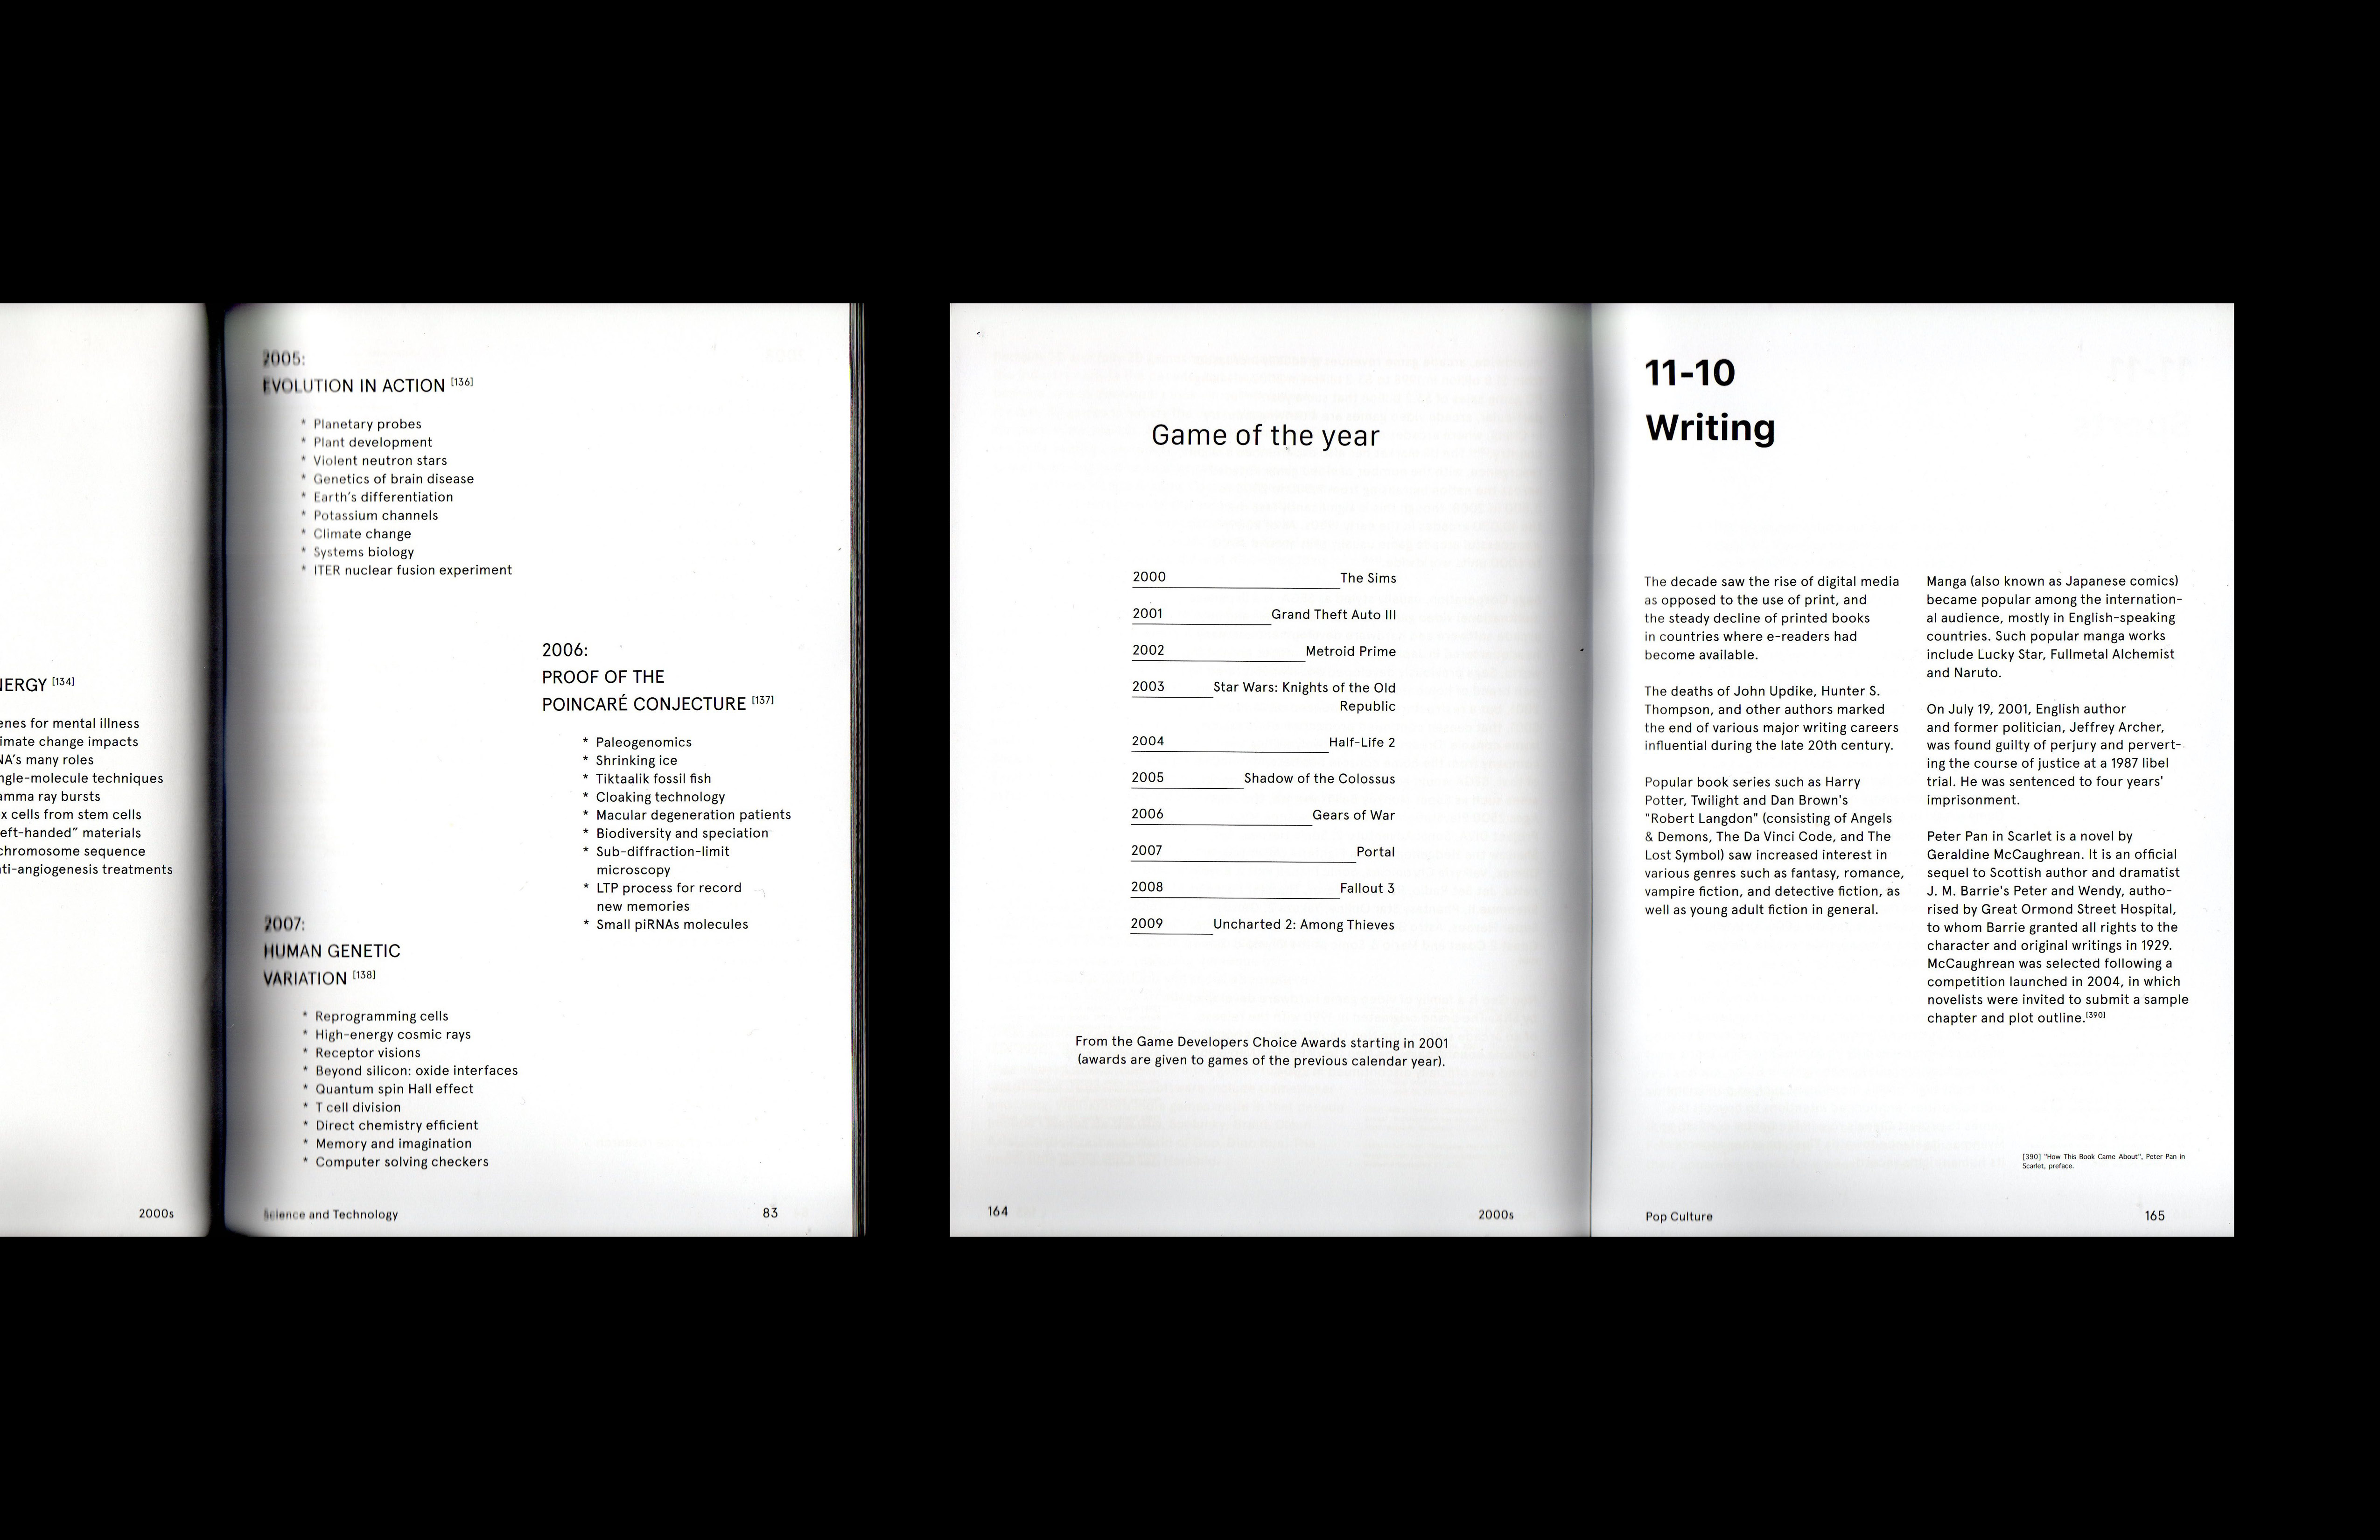 NERGY [134]
enes for mental illness
imate change impacts
NA's many roles
ngle-molecule techniques
amma ray bursts
x cells from stem cells
eft-handed" materials
chromosome sequence
ti-angiogenesis treatments
2000s
2005:
EVOLUTION IN ACTION [136]
* Planetary probes
* Plant development
* Violent neutron stars
* Genetics of brain disease
* Earth's differentiation
* Potassium channels
* Climate change
* Systems biology
* ITER nuclear fusion experiment
2006:
PROOF OF THE
POINCARÉ CONJECTURE [137]
* Paleogenomics
* Shrinking ice
* Tiktaalik fossil fish
* Cloaking technology
* Macular degeneration patients
* Biodiversity and speciation
* Sub-diffraction-limit
microscopy
* LTP process for record
new memories
* Small piRNAs molecules
2007:
HUMAN GENETIC
VARIATION [138]
* Reprogramming cells
* High-energy cosmic rays
* Receptor visions
* Beyond silicon: oxide interfaces
* Quantum spin Hall effect
* T cell division
* Direct chemistry efficient
* Memory and imagination
* Computer solving checkers
Science and Technology
83
Game of the year
2000 The Sims
2001 Grand Theft Auto III
2002 Metroid Prime
2003 Star Wars: Knights of the Old
Republic
2004 Half-Life 2
2005 Shadow of the Colossus
2006 Gears of War
2007 Portal
2008 Fallout 3
2009 Uncharted 2: Among Thieves
From the Game Developers Choice Awards starting in 2001
(awards are given to games of the previous calendar year).
164
2000s
11-10
Writing
The decade saw the rise of digital media
as opposed to the use of print, and
the steady decline of printed books
in countries where e-readers had
become available.
The deaths of John Updike, Hunter S.
Thompson, and other authors marked
the end of various major writing careers
influential during the late 20th century.
Popular book series such as Harry
Potter, Twilight and Dan Brown's
"Robert Langdon" (consisting of Angels
& Demons, The Da Vinci Code, and The
Lost Symbol) saw increased interest in
various genres such as fantasy, romance,
vampire fiction, and detective fiction, as
well as young adult fiction in general.
Manga (also known as Japanese comics)
became popular among the internation-
al audience, mostly in English-speaking
countries. Such popular manga works
include Lucky Star, Fullmetal Alchemist
and Naruto.
On July 19, 2001, English author
and former politician, Jeffrey Archer,
was found guilty of perjury and pervert-
ing the course of justice at a 1987 libel
trial. He was sentenced to four years'
imprisonment.
Peter Pan in Scarlet is a novel by
Geraldine McCaughrean. It is an official
sequel to Scottish author and dramatist
J. M. Barrie's Peter and Wendy, autho-
rised by Great Ormond Street Hospital,
to whom Barrie granted all rights to the
character and original writings in 1929.
McCaughrean was selected following a
competition launched in 2004, in which
novelists were invited to submit a sample
chapter and plot outline.[390]
[390] "How This Book Came About", Peter Pan in
Scarlet, preface.
Pop Culture
165